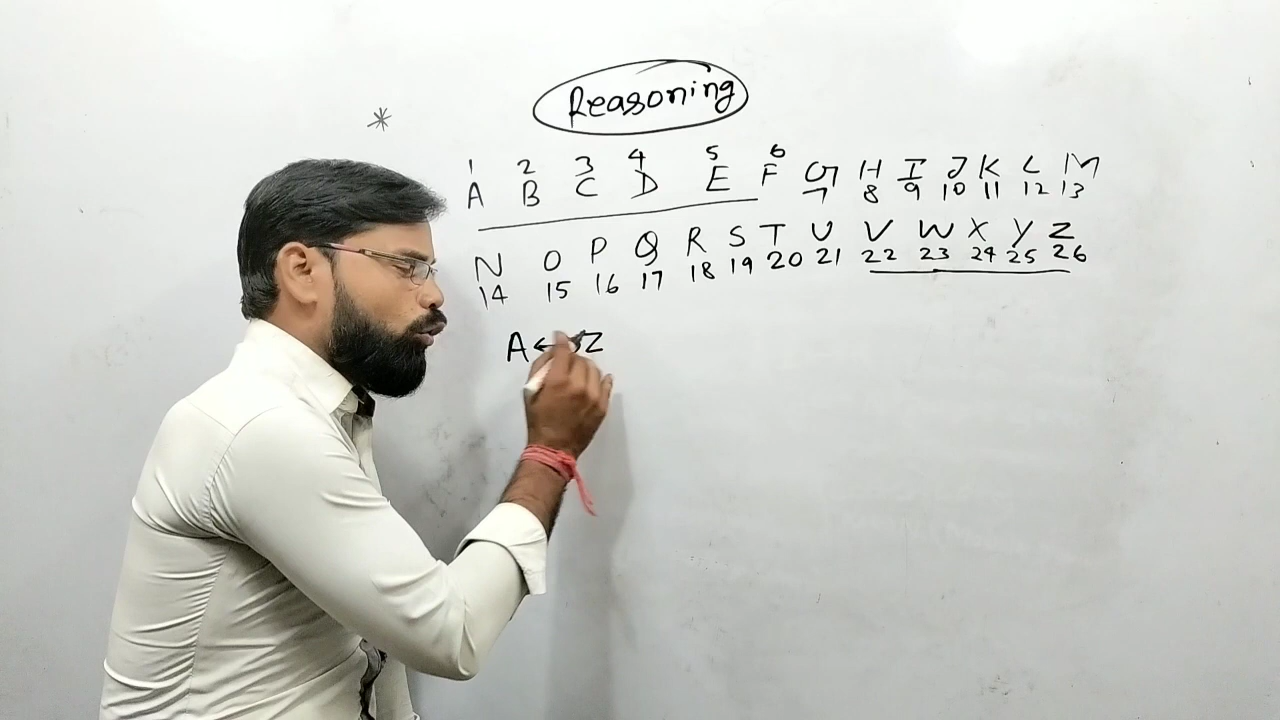 Reasoning
*
1 2 3 4 5 6
A B C D E F G H I J K L M
7 8 9 10 11 12 13
N O P Q R S T U V W X Y Z
14 15 16 17 18 19 20 21 22 23 24 25 26
A ↔ Z